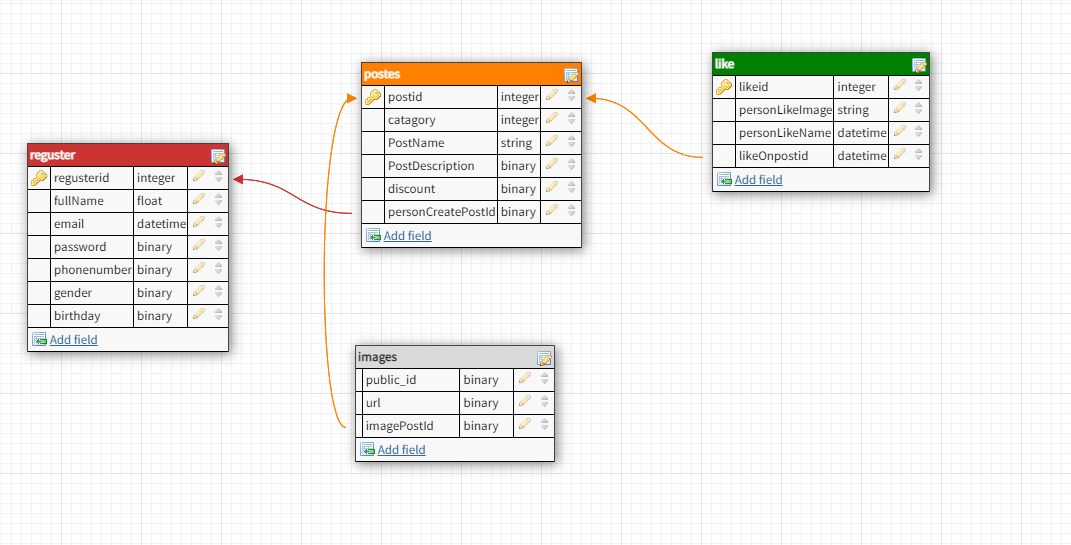 reguster
regusterid integer
fullName float
email datetime
password binary
phonenumber binary
gender binary
birthday binary
Add field
postes
postid integer
catagory integer
PostName string
PostDescription binary
discount binary
personCreatePostId binary
Add field
like
likeid integer
personLikeImage string
personLikeName datetime
likeOnpostid datetime
Add field
images
public_id binary
url binary
imagePostId binary
Add field